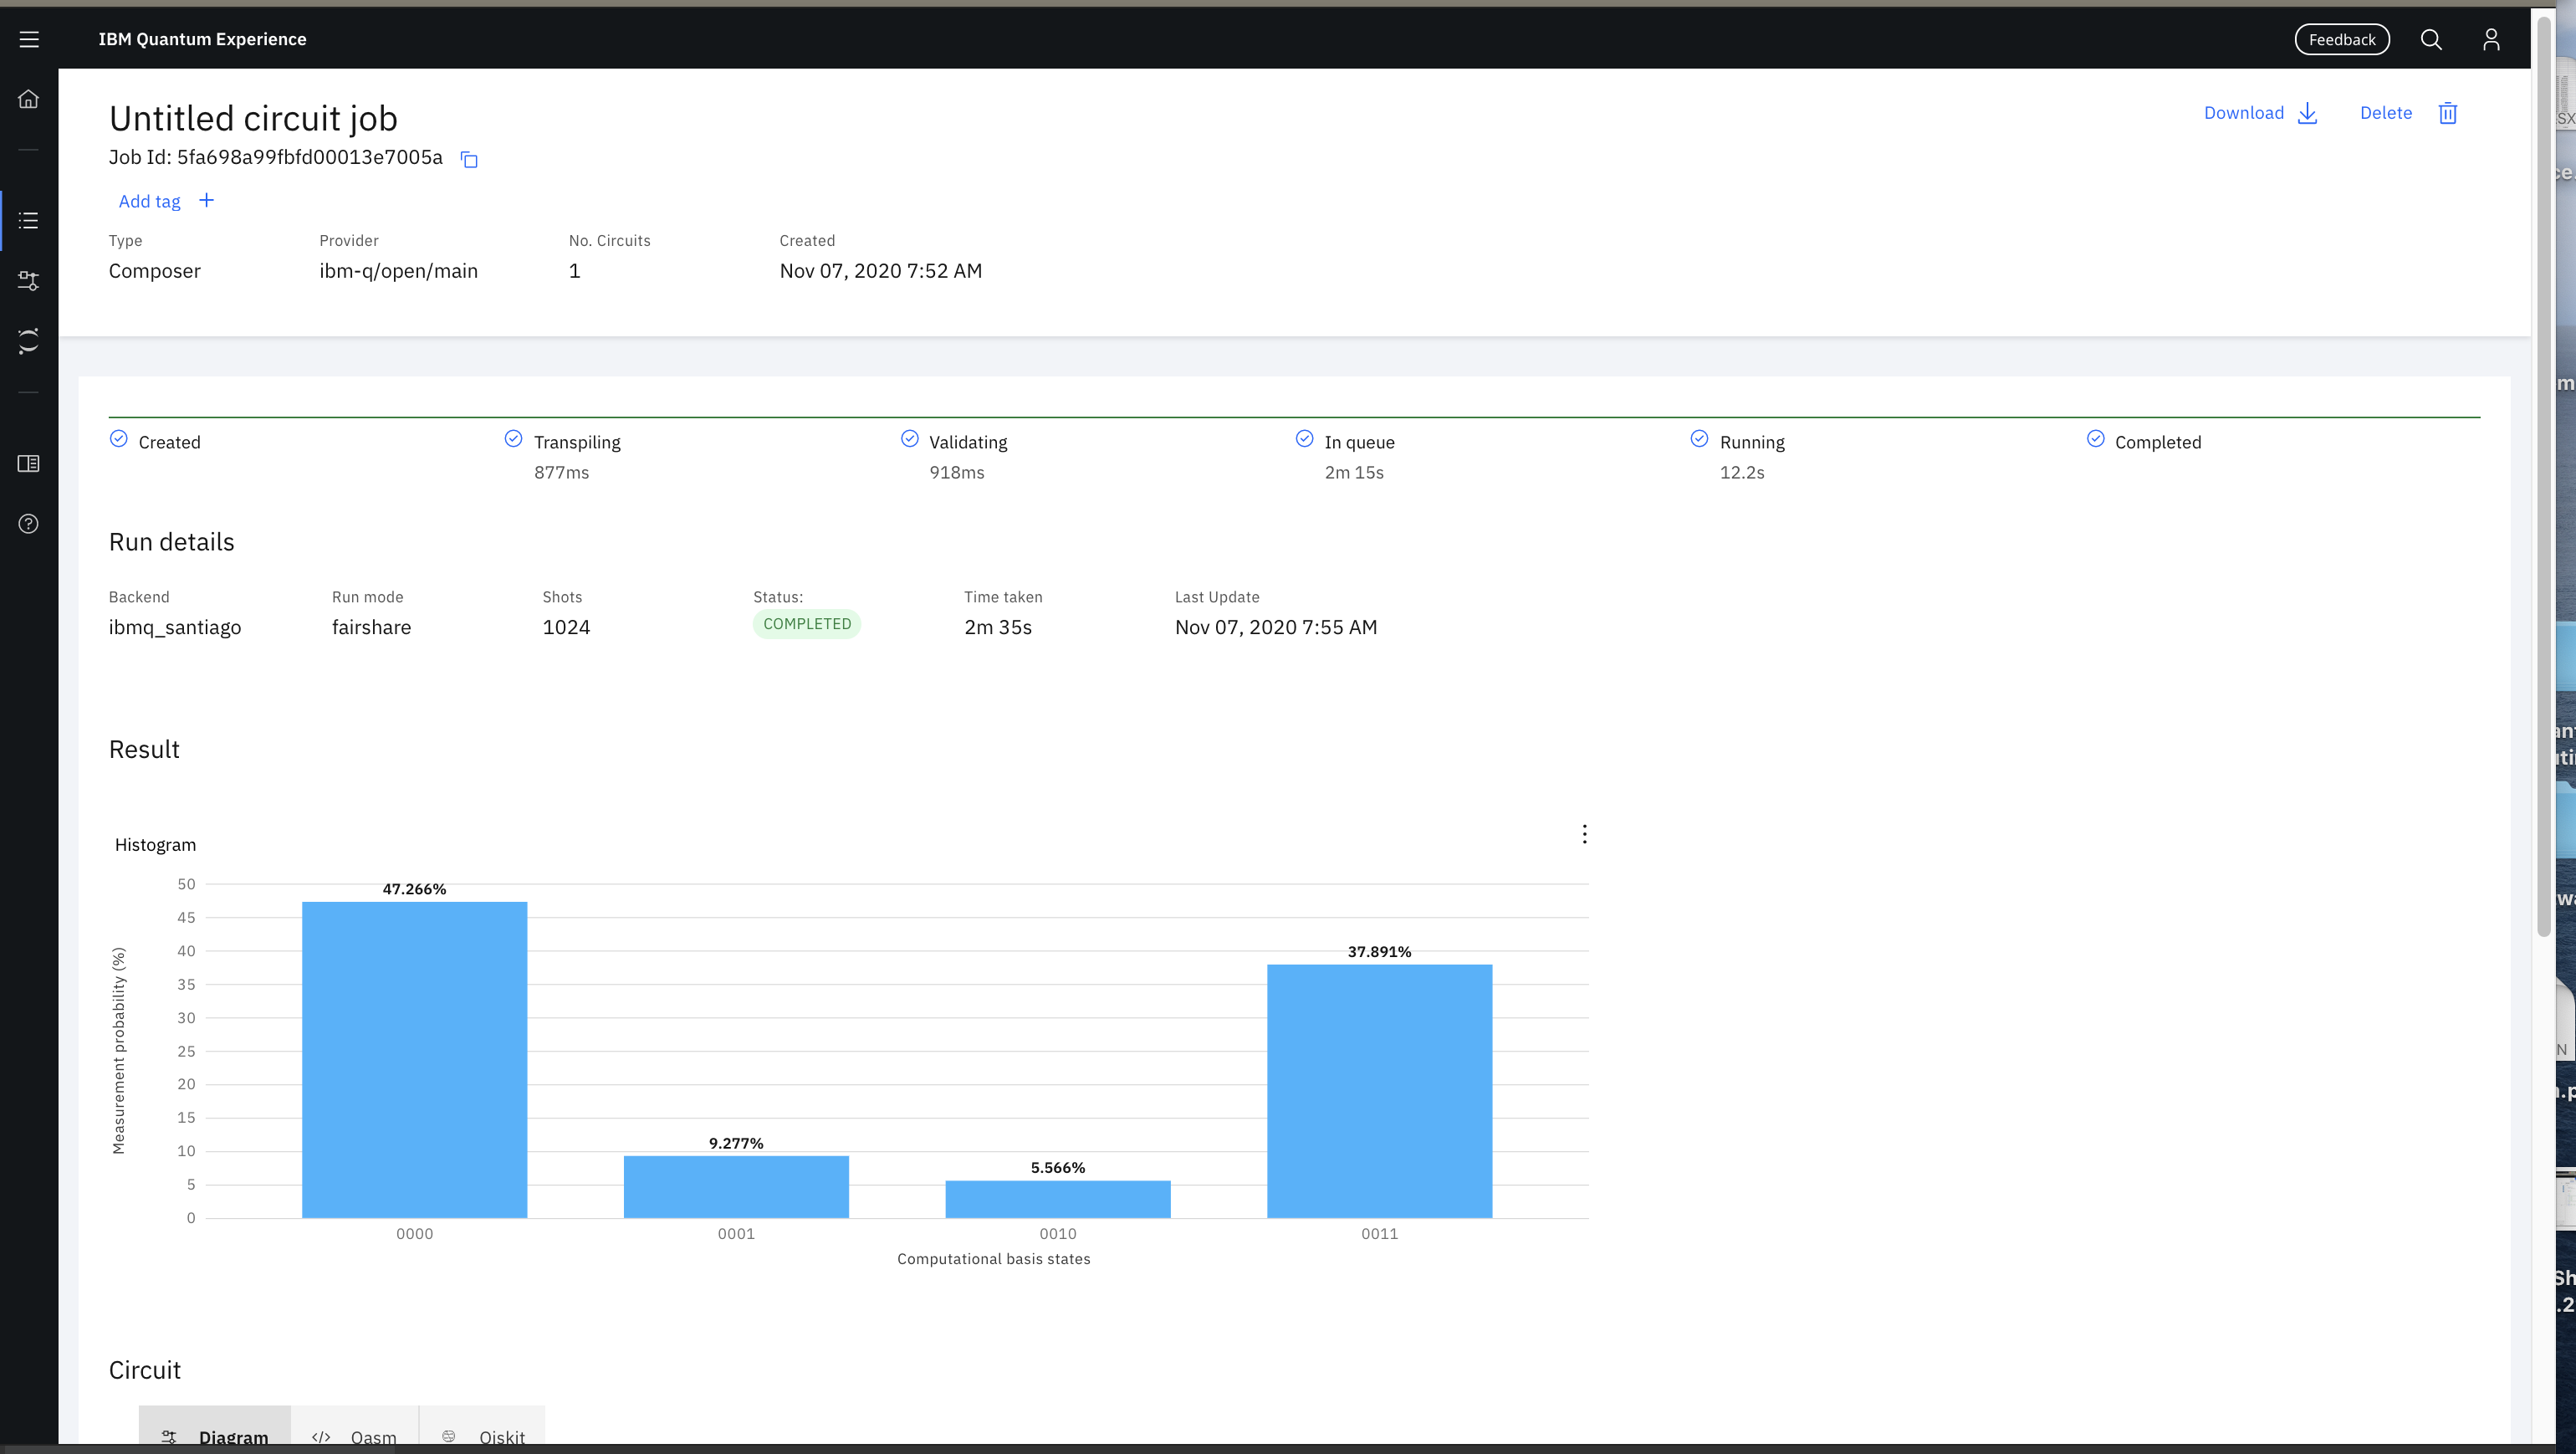 IBM Quantum Experience
Feedback
Untitled circuit job
Download
Delete
Job Id: 5fa698a99fbfd00013e7005a
Add tag +
Type Provider No. Circuits Created
Composer ibm-q/open/main 1 Nov 07, 2020 7:52 AM
Created Transpiling Validating In queue Running Completed
877ms 918ms 2m 15s 12.2s
Run details
Backend Run mode Shots Status: Time taken Last Update
ibmq_santiago fairshare 1024 COMPLETED 2m 35s Nov 07, 2020 7:55 AM
Result
Histogram
Measurement probability (%)
50
45
40
35
30
25
20
15
10
5
0
47.266%
9.277%
5.566%
37.891%
0000 0001 0010 0011
Computational basis states
Circuit
Diagram </> Qasm Qiskit